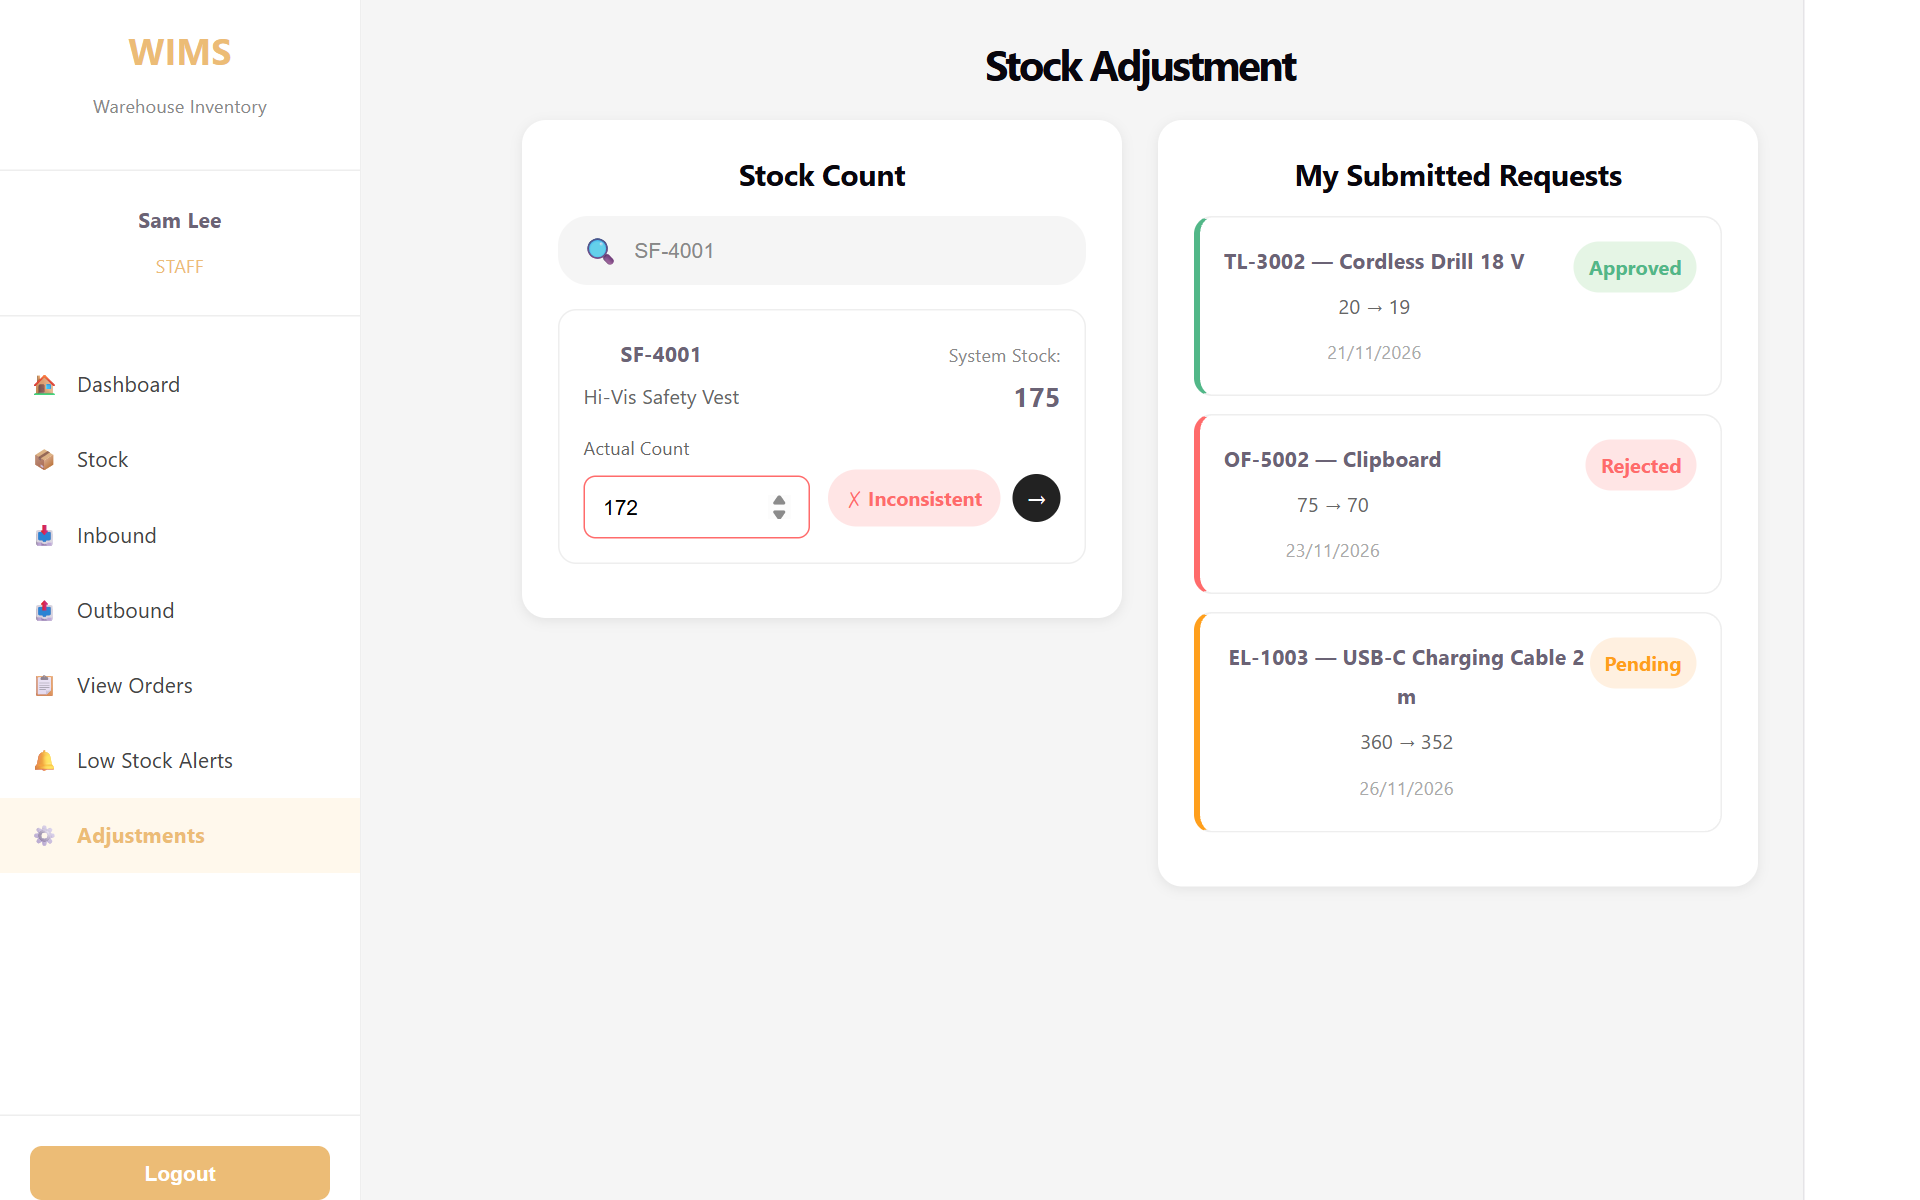 WIMS
Warehouse Inventory
Sam Lee
STAFF
Dashboard
Stock
Inbound
Outbound
View Orders
Low Stock Alerts
Adjustments
Logout
Stock Adjustment
Stock Count
SF-4001
SF-4001
System Stock:
Hi-Vis Safety Vest
175
Actual Count
172
✗ Inconsistent
→
My Submitted Requests
TL-3002 — Cordless Drill 18 V
Approved
20 → 19
21/11/2026
OF-5002 — Clipboard
Rejected
75 → 70
23/11/2026
EL-1003 — USB-C Charging Cable 2
m
Pending
360 → 352
26/11/2026